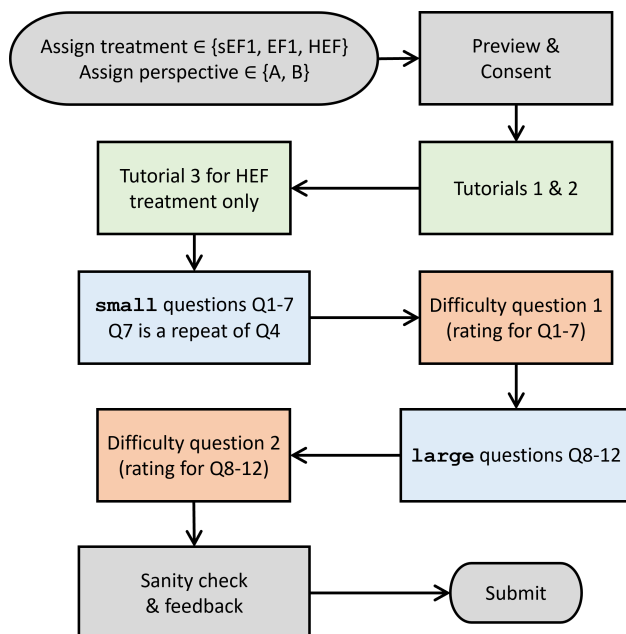 Assign treatment ∈ {sEF1, EF1, HEF}
Assign perspective ∈ {A, B}
Preview &
Consent
Tutorials 1 & 2
Tutorial 3 for HEF
treatment only
small questions Q1-7
Q7 is a repeat of Q4
Difficulty question 1
(rating for Q1-7)
large questions Q8-12
Difficulty question 2
(rating for Q8-12)
Sanity check
& feedback
Submit